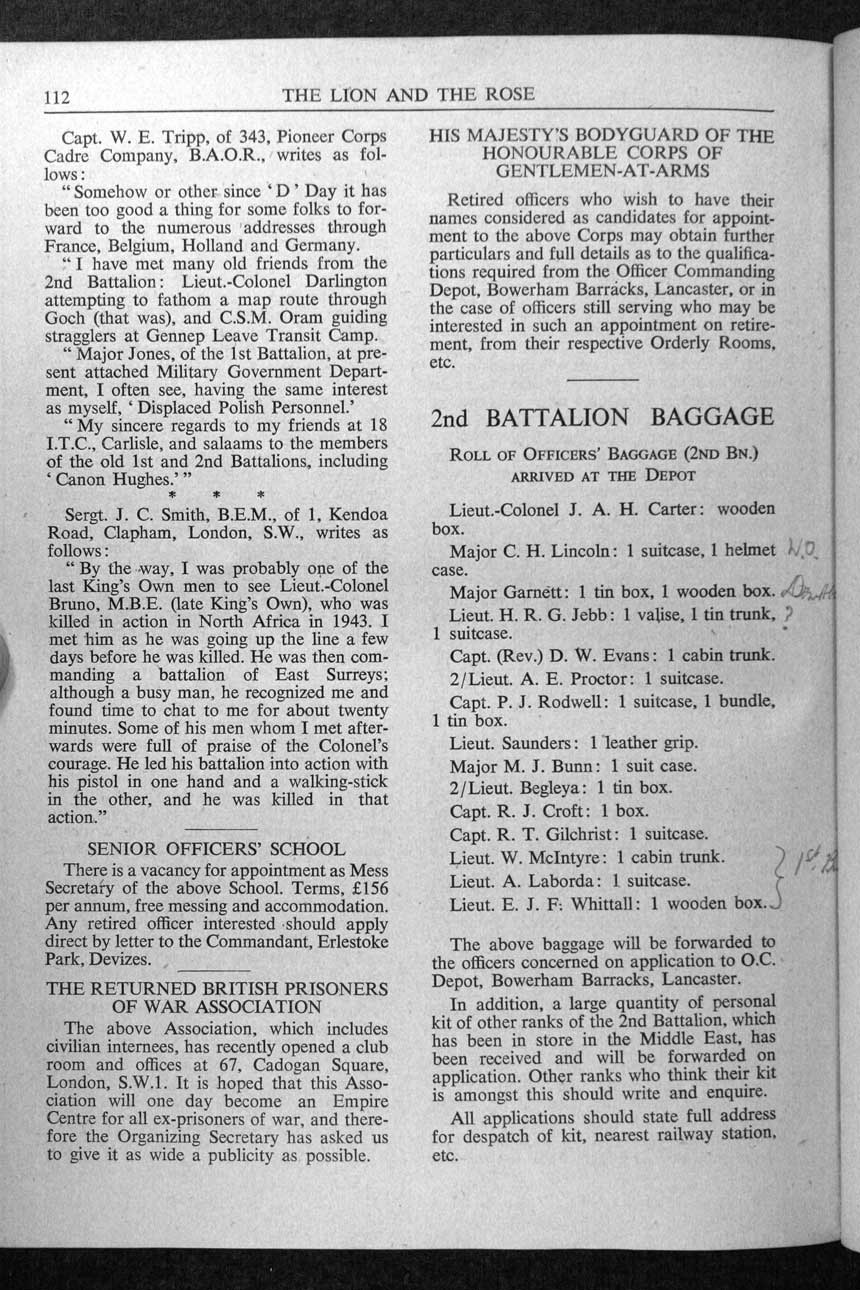 112
THE LION AND THE ROSE
Capt. W. E. Tripp, of 343, Pioneer Corps
Cadre Company, B.A.O.R., writes as fol-
lows:
“Somehow or other since ‘D’ Day it has
been too good a thing for some folks to for-
ward to the numerous addresses through
France, Belgium, Holland and Germany.
“I have met many old friends from the
2nd Battalion: Lieut.-Colonel Darlington
attempting to fathom a map route through
Goch (that was), and C.S.M. Oram guiding
stragglers at Gennep Leave Transit Camp.
“Major Jones, of the 1st Battalion, at pre-
sent attached Military Government Depart-
ment, I often see, having the same interest
as myself, ‘Displaced Polish Personnel.’
“My sincere regards to my friends at 18
I.T.C., Carlisle, and salaams to the members
of the old 1st and 2nd Battalions, including
‘Canon Hughes.’”
* * *
Sergt. J. C. Smith, B.E.M., of 1, Kendoa
Road, Clapham, London, S.W., writes as
follows:
“By the way, I was probably one of the
last King’s Own men to see Lieut.-Colonel
Bruno, M.B.E. (late King’s Own), who was
killed in action in North Africa in 1943. I
met him as he was going up the line a few
days before he was killed. He was then com-
manding a battalion of East Surreys;
although a busy man, he recognized me and
found time to chat to me for about twenty
minutes. Some of his men whom I met after-
wards were full of praise of the Colonel’s
courage. He led his battalion into action with
his pistol in one hand and a walking-stick
in the other, and he was killed in that
action.”
SENIOR OFFICERS’ SCHOOL
There is a vacancy for appointment as Mess
Secretary of the above School. Terms, £156
per annum, free messing and accommodation.
Any retired officer interested should apply
direct by letter to the Commandant, Erlestoke
Park, Devizes.
THE RETURNED BRITISH PRISONERS
OF WAR ASSOCIATION
The above Association, which includes
civilian internees, has recently opened a club
room and offices at 67, Cadogan Square,
London, S.W.1. It is hoped that this Asso-
ciation will one day become an Empire
Centre for all ex-prisoners of war, and there-
fore the Organizing Secretary has asked us
to give it as wide a publicity as possible.
HIS MAJESTY’S BODYGUARD OF THE
HONOURABLE CORPS OF
GENTLEMEN-AT-ARMS
Retired officers who wish to have their
names considered as candidates for appoint-
ment to the above Corps may obtain further
particulars and full details as to the qualifica-
tions required from the Officer Commanding
Depot, Bowerham Barracks, Lancaster, or in
the case of officers still serving who may be
interested in such an appointment on retire-
ment, from their respective Orderly Rooms,
etc.
2nd BATTALION BAGGAGE
ROLL OF OFFICERS’ BAGGAGE (2ND BN.)
ARRIVED AT THE DEPOT
Lieut.-Colonel J. A. H. Carter: wooden
box.
Major C. H. Lincoln: 1 suitcase, 1 helmet NO
case.
Major Garnett: 1 tin box, 1 wooden box.
Lieut. H. R. G. Jebb: 1 valise, 1 tin trunk, ?
1 suitcase.
Capt. (Rev.) D. W. Evans: 1 cabin trunk.
2/Lieut. A. E. Proctor: 1 suitcase.
Capt. P. J. Rodwell: 1 suitcase, 1 bundle,
1 tin box.
Lieut. Saunders: 1 leather grip.
Major M. J. Bunn: 1 suit case.
2/Lieut. Begleya: 1 tin box.
Capt. R. J. Croft: 1 box.
Capt. R. T. Gilchrist: 1 suitcase.
Lieut. W. McIntyre: 1 cabin trunk.
Lieut. A. Laborda: 1 suitcase. 1st
Lieut. E. J. F. Whittall: 1 wooden box.
The above baggage will be forwarded to
the officers concerned on application to O.C.
Depot, Bowerham Barracks, Lancaster.
In addition, a large quantity of personal
kit of other ranks of the 2nd Battalion, which
has been in store in the Middle East, has
been received and will be forwarded on
application. Other ranks who think their kit
is amongst this should write and enquire.
All applications should state full address
for despatch of kit, nearest railway station,
etc.